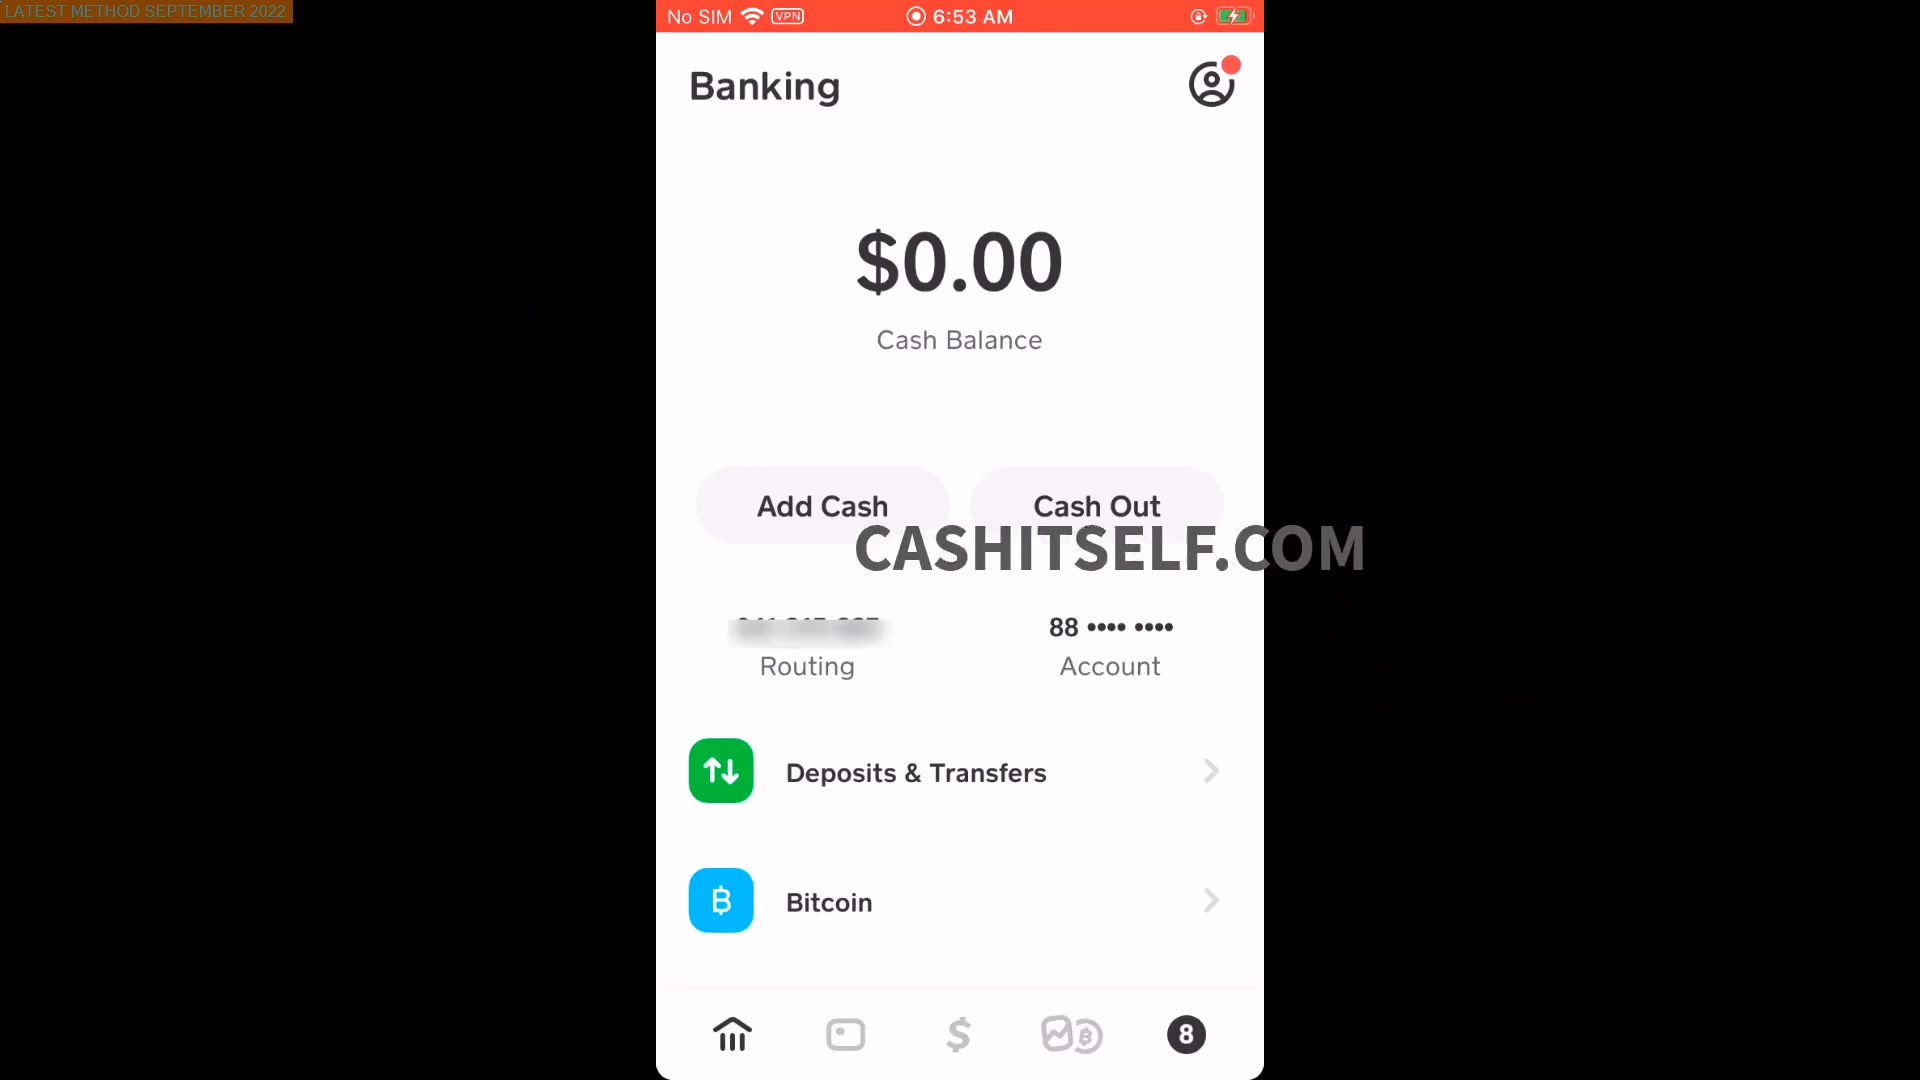 LATEST METHOD SEPTEMBER 2022
No SIM VPN 6:53 AM
Banking
$0.00
Cash Balance
Add Cash Cash Out
CASHITSELF.COM
88 •••• ••••
Routing Account
Deposits & Transfers
Bitcoin
8